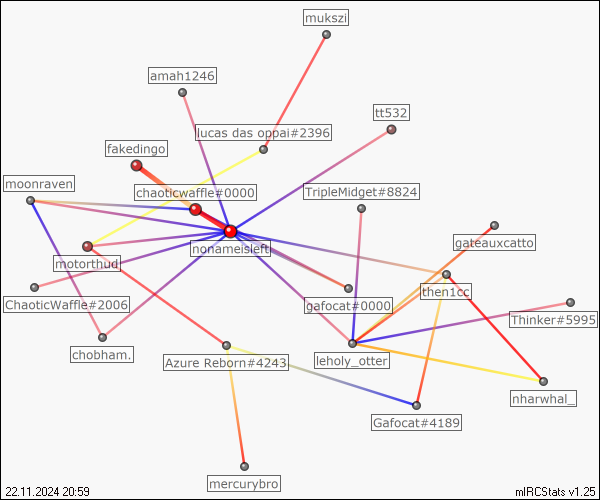 mukszi
amah1246
tt532
lucas das oppai#2396
fakedingo
moonraven
chaoticwaffle#0000
TripleMidget#8824
nonameisleft
gateauxcatto
motorthud
ChaoticWaffle#2006
gafocat#0000
then1cc
Thinker#5995
chobham.
Azure Reborn#4243
leholy_otter
nharwhal_
Gafocat#4189
mercurybro
22.11.2024 20:59
mIRCStats v1.25